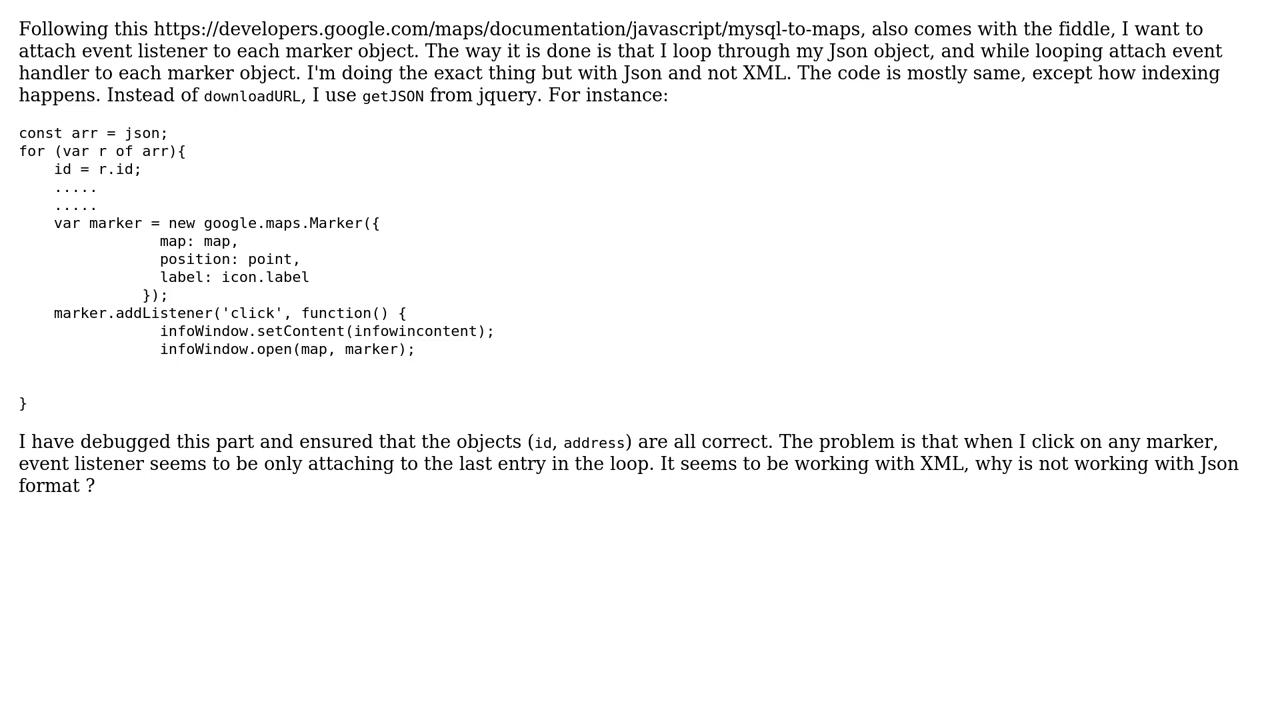 Following this https://developers.google.com/maps/documentation/javascript/mysql-to-maps, also comes with the fiddle, I want to
attach event listener to each marker object. The way it is done is that I loop through my Json object, and while looping attach event
handler to each marker object. I'm doing the exact thing but with Json and not XML. The code is mostly same, except how indexing
happens. Instead of downloadURL, I use getJSON from jquery. For instance:
const arr = json;
for (var r of arr){
    id = r.id;
    .....
    .....
    var marker = new google.maps.Marker({
                map: map,
                position: point,
                label: icon.label
              });
    marker.addListener('click', function() {
                infoWindow.setContent(infowincontent);
                infoWindow.open(map, marker);
}
I have debugged this part and ensured that the objects (id, address) are all correct. The problem is that when I click on any marker,
event listener seems to be only attaching to the last entry in the loop. It seems to be working with XML, why is not working with Json
format ?